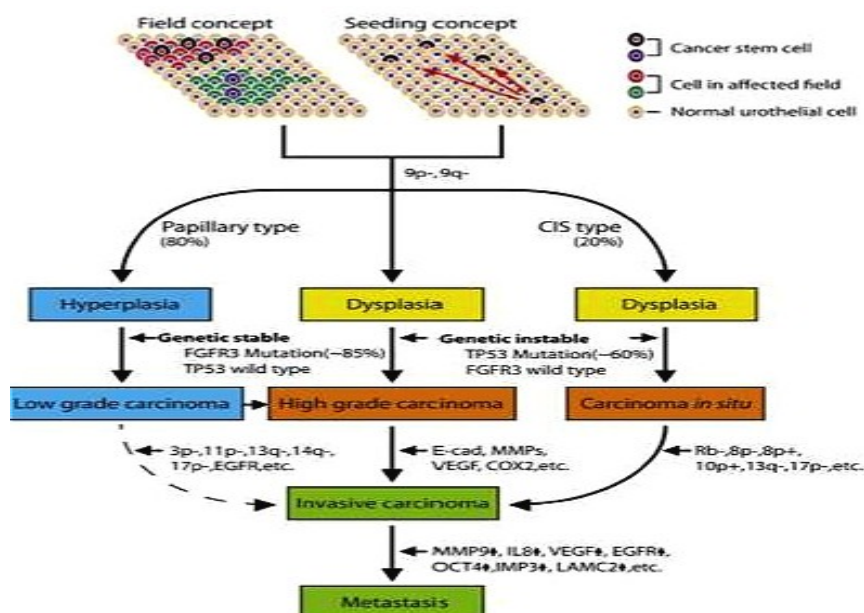 Field concept
Seeding concept
Cancer stem cell
Cell in affected field
Normal urothelial cell
9p-,9q-
Papillary type
(80%)
CIS type
(20%)
Hyperplasia
Dysplasia
Dysplasia
Genetic stable
FGFR3 Mutation(~85%)
TP53 wild type
Genetic instable
TP53 Mutation(~60%)
FGFR3 wild type
Low grade carcinoma
High grade carcinoma
Carcinoma in situ
3p-,11p-,13q-,14q-,
17p-,EGFR,etc.
E-cad, MMPs,
VEGF, COX2,etc.
Rb-,8p-,8p+,
10p+,13q-,17p-,etc.
Invasive carcinoma
MMP9♦, IL8♦, VEGF♦, EGFR♦,
OCT4♦,IMP3♦, LAMC2♦,etc.
Metastasis